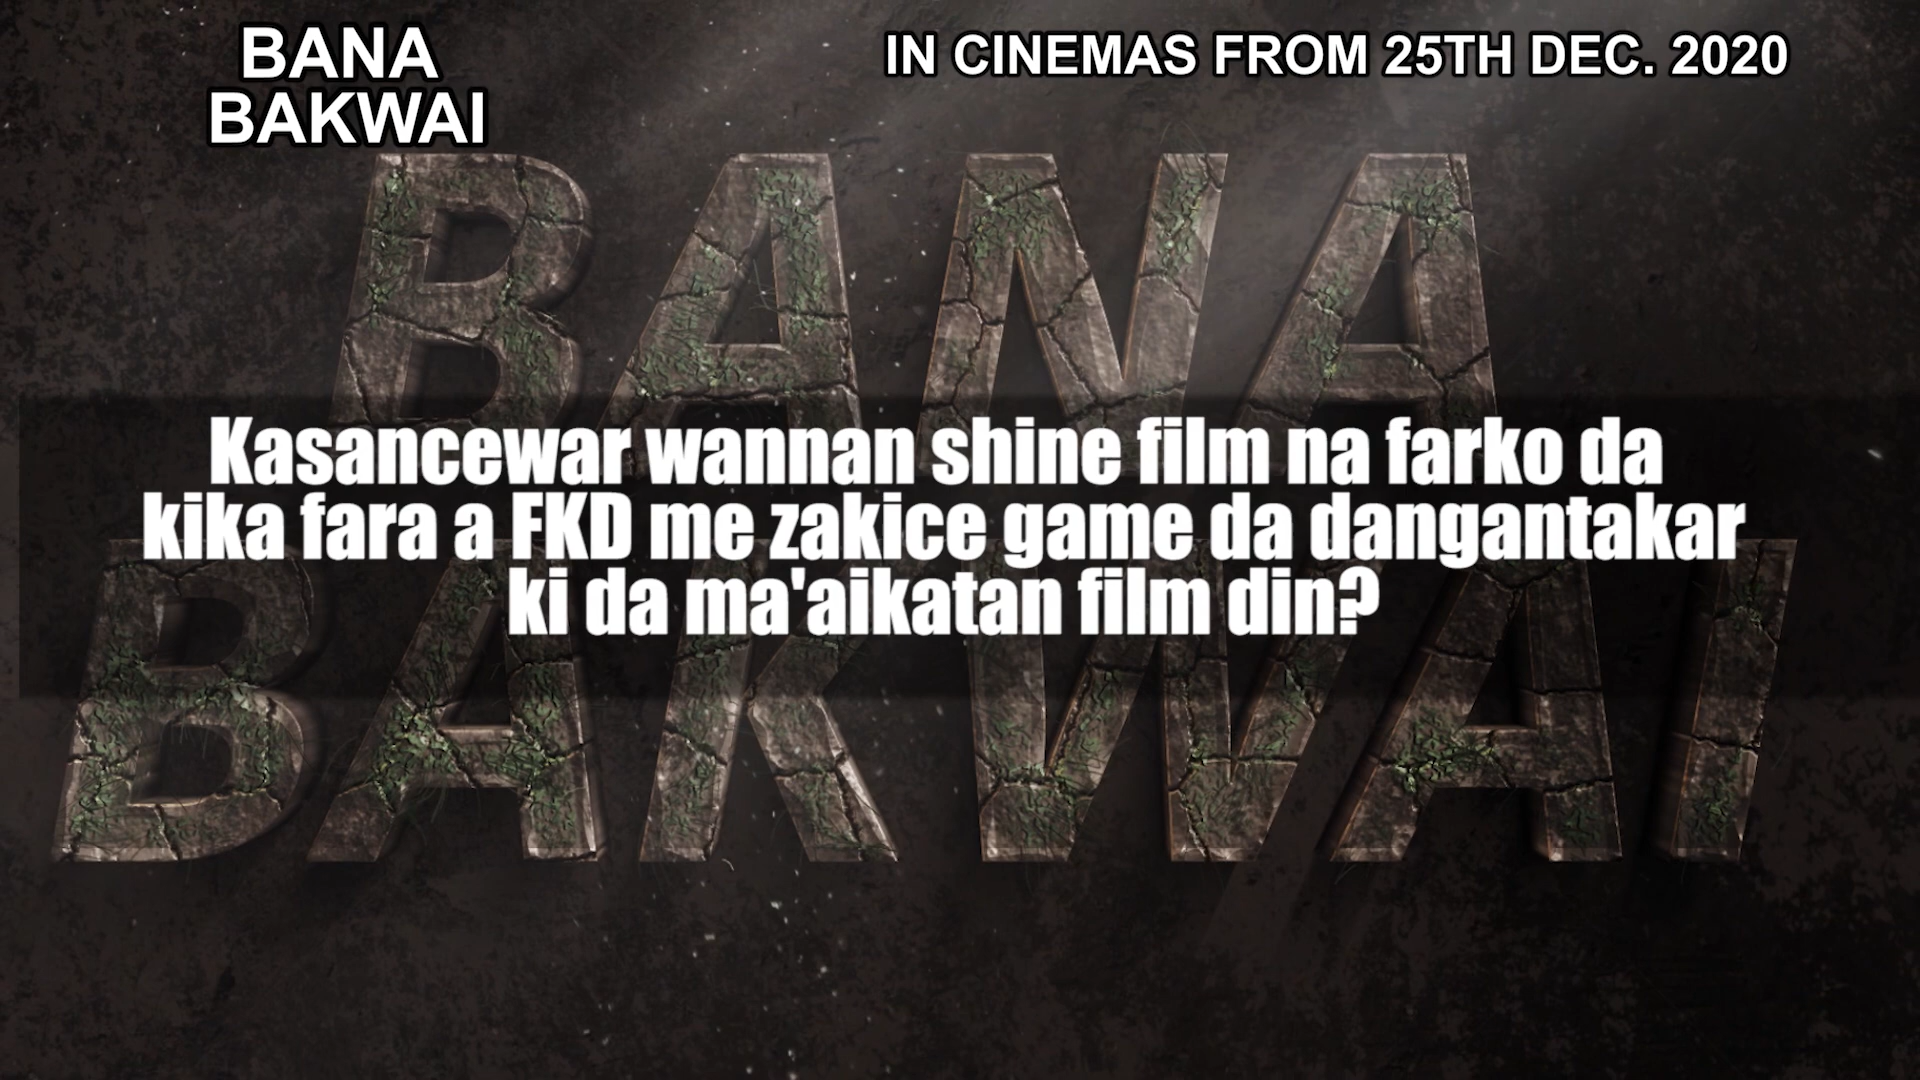 BANA
BAKWAI
IN CINEMAS FROM 25TH DEC. 2020
BANA
Kasancewar wannan shine film na farko da
kika fara a FKD me zakice game da dangantakar
ki da ma'aikatan film din?
BAKWAI